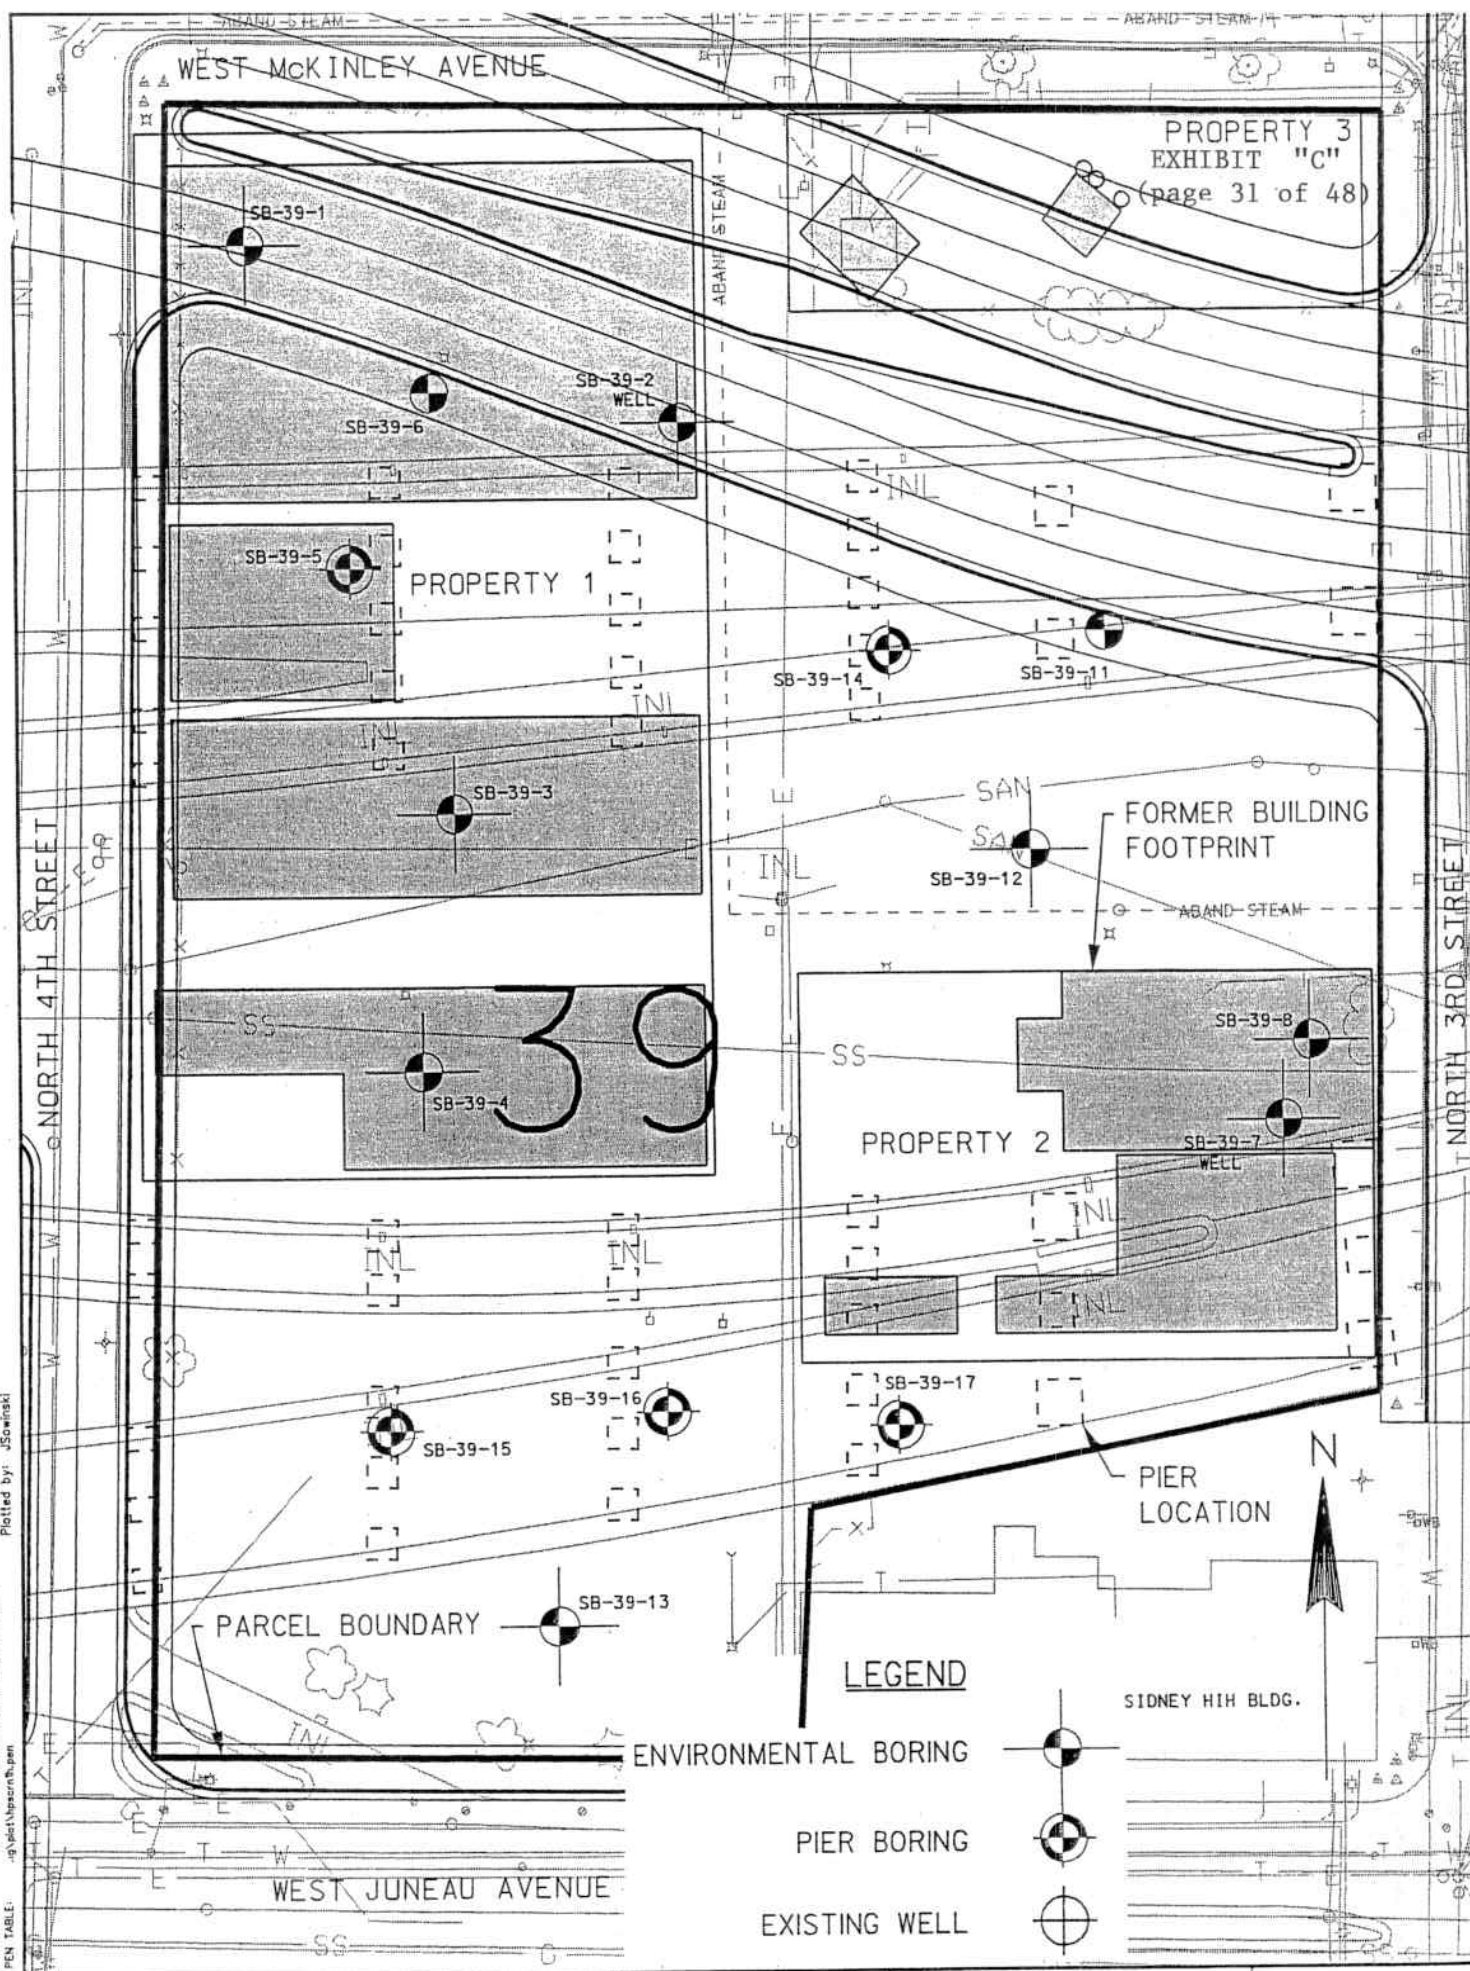 ABAND STEAM
ABAND STEAM
WEST McKINLEY AVENUE
PROPERTY 3
EXHIBIT "C"
(page 31 of 48)
ABAND STEAM
SB-39-1
SB-39-2
WELL
SB-39-6
INL
INL
SB-39-5
PROPERTY 1
SB-39-14
SB-39-11
INL
INL
SB-39-3
SAN
FORMER BUILDING
FOOTPRINT
INL
SB-39-12
ABAND STEAM
NORTH 4TH STREET
NORTH 3RD STREET
39
SS
SB-39-4
SS
SB-39-8
PROPERTY 2
SB-39-7
WELL
INL
INL
INL
INL
SB-39-16
SB-39-17
SB-39-15
PIER
LOCATION
N
SB-39-13
PARCEL BOUNDARY
INL
LEGEND
SIDNEY HIH BLDG.
ENVIRONMENTAL BORING
PIER BORING
EXISTING WELL
INL
WEST JUNEAU AVENUE
SS
Plotted by: JSowinski
PEN TABLE: